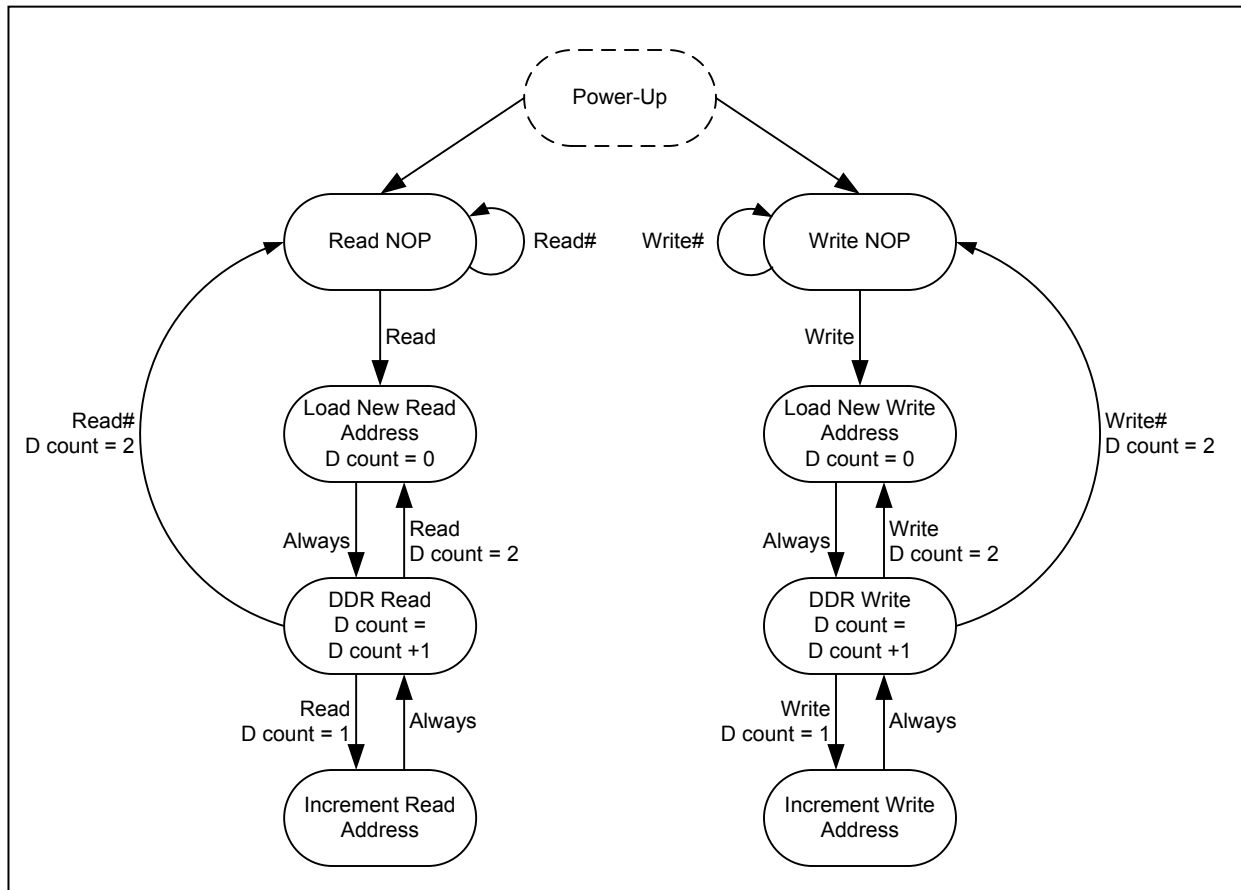 Power-Up
Read NOP
Read#
Write#
Write NOP
Read
Write
Load New Read
Address
D count = 0
Load New Write
Address
D count = 0
Read#
D count = 2
Write#
D count = 2
Always
Read
D count = 2
Always
Write
D count = 2
DDR Read
D count =
D count +1
DDR Write
D count =
D count +1
Read
D count = 1
Always
Write
D count = 1
Always
Increment Read
Address
Increment Write
Address